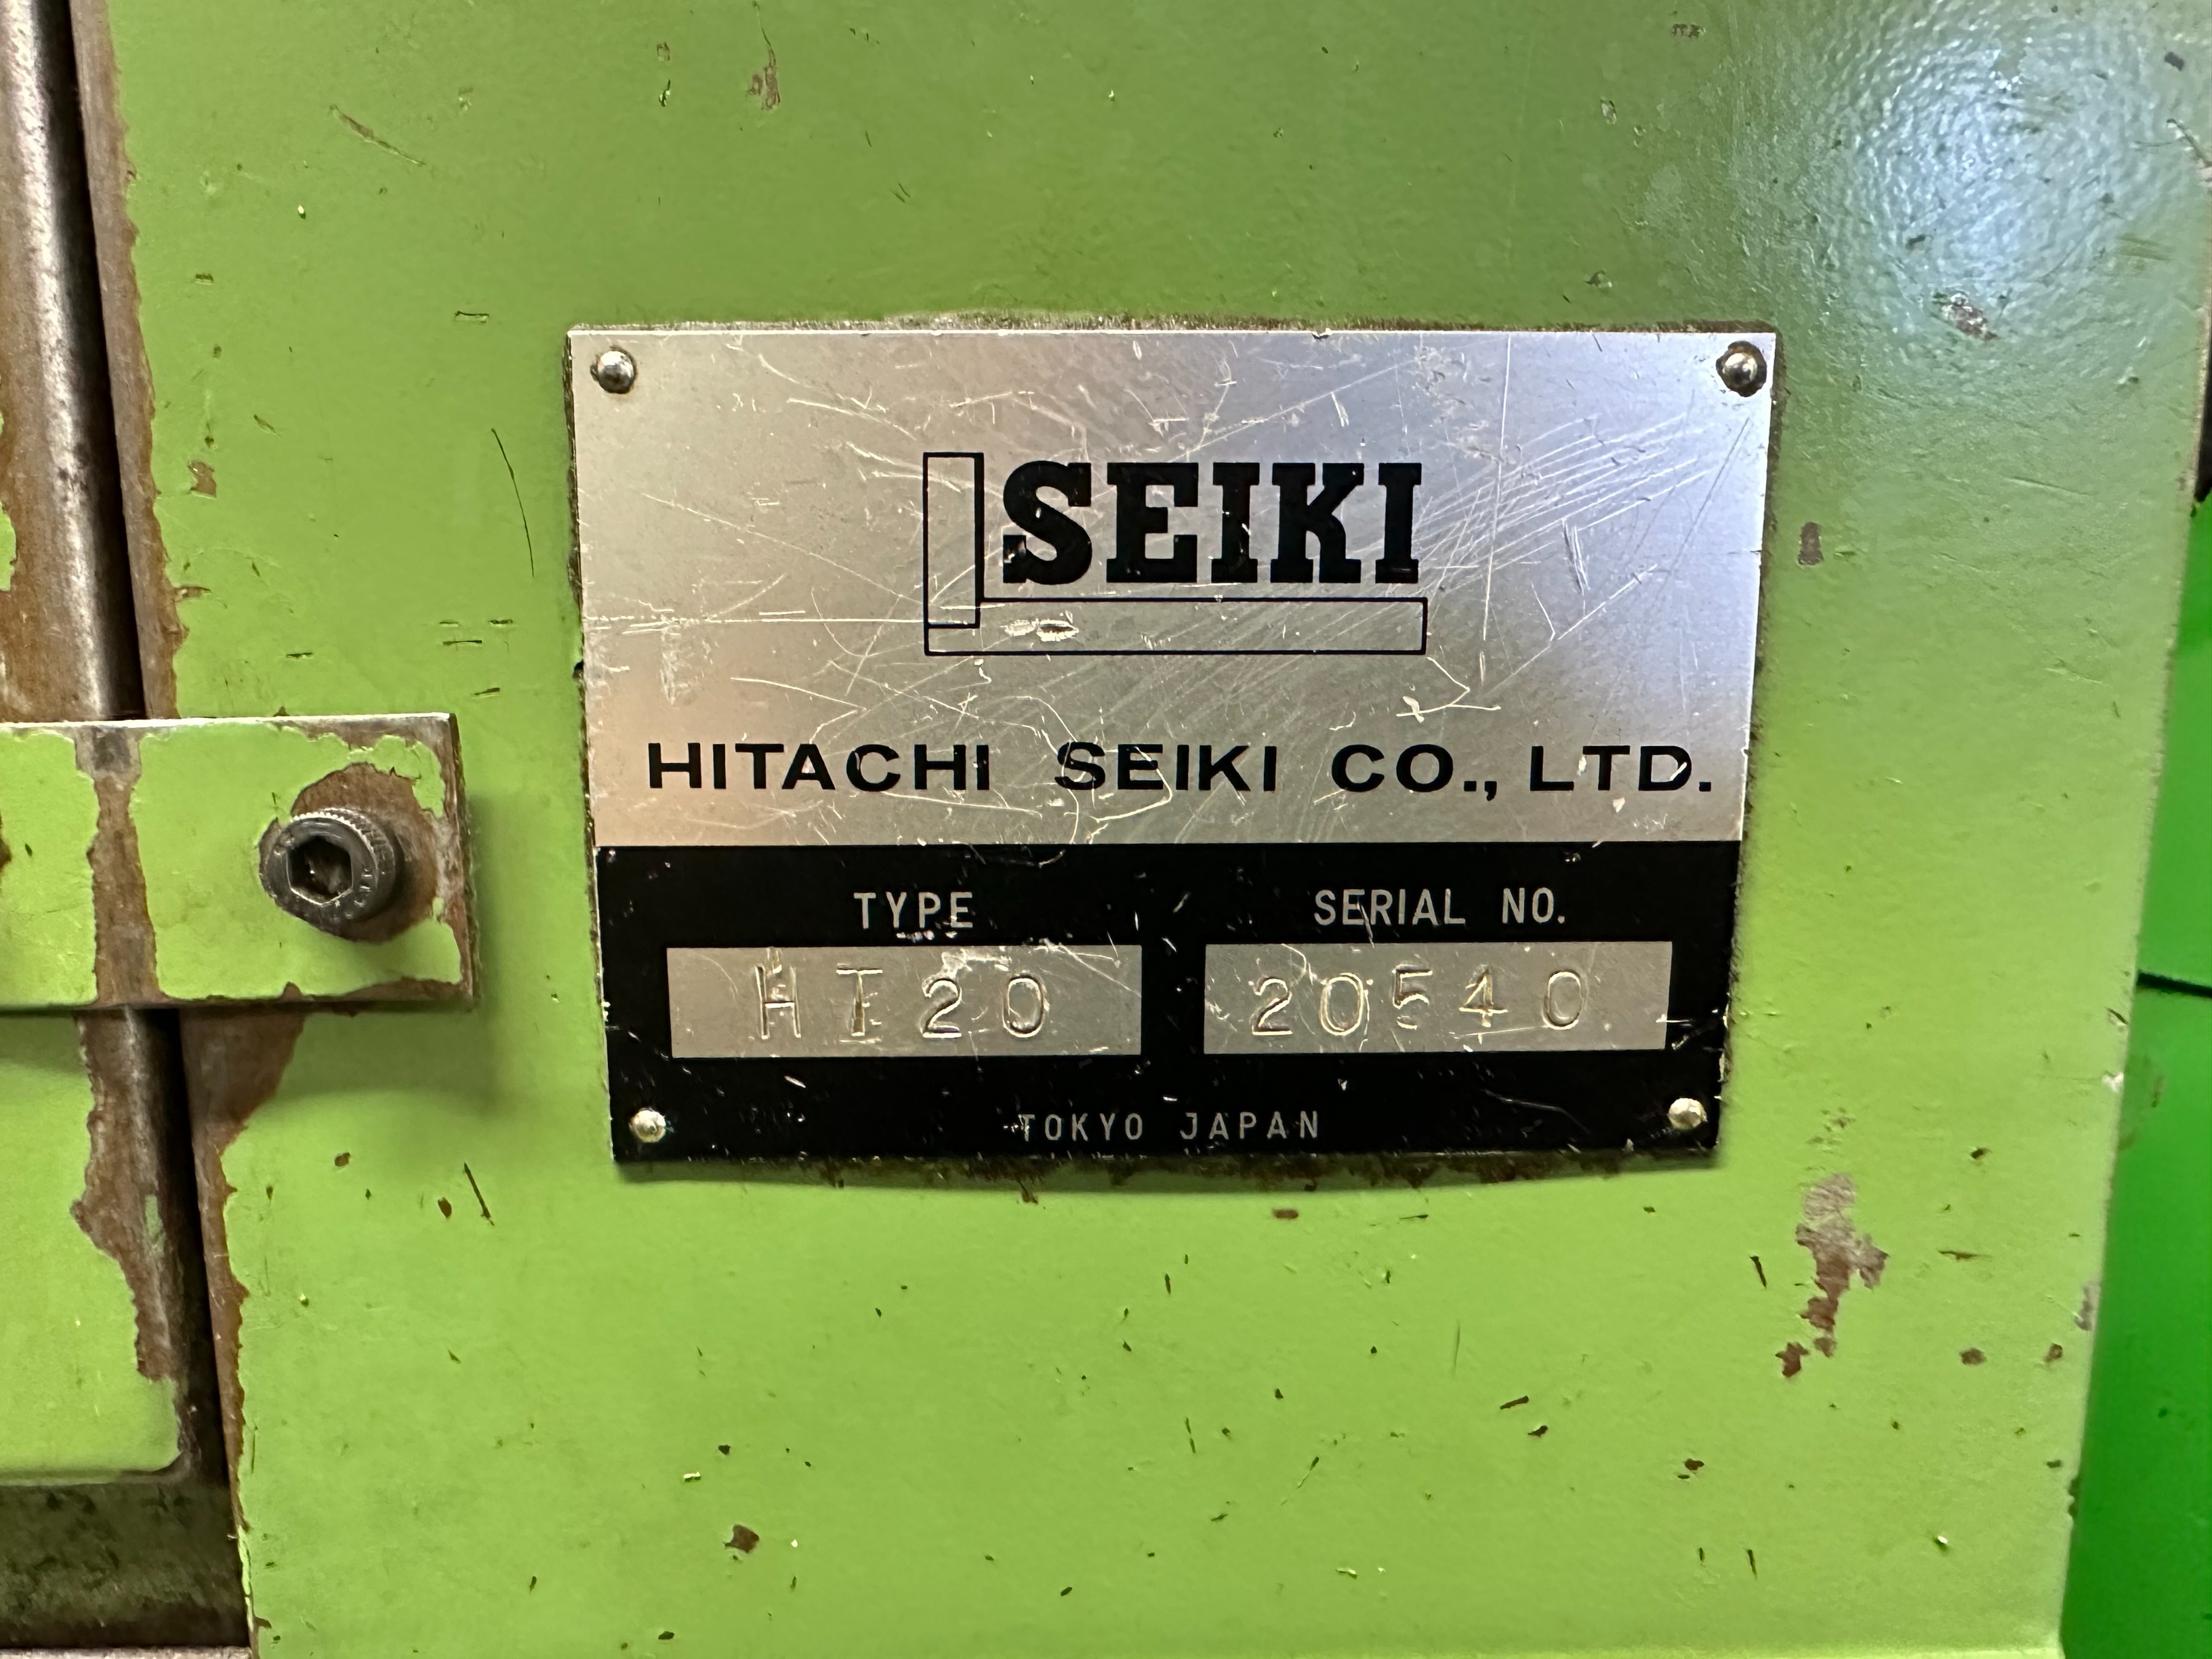 SEIKI
HITACHI SEIKI CO., LTD.
TYPE SERIAL NO.
HT20 20540
TOKYO JAPAN